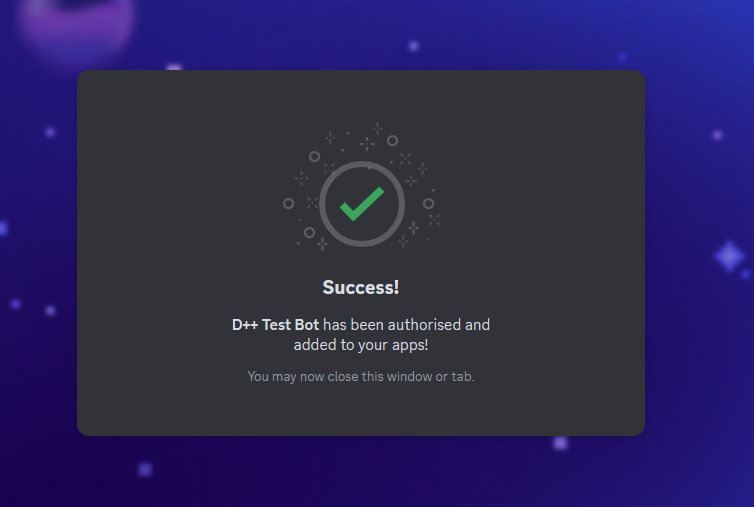 Success!
D++ Test Bot has been authorised and
added to your apps!
You may now close this window or tab.